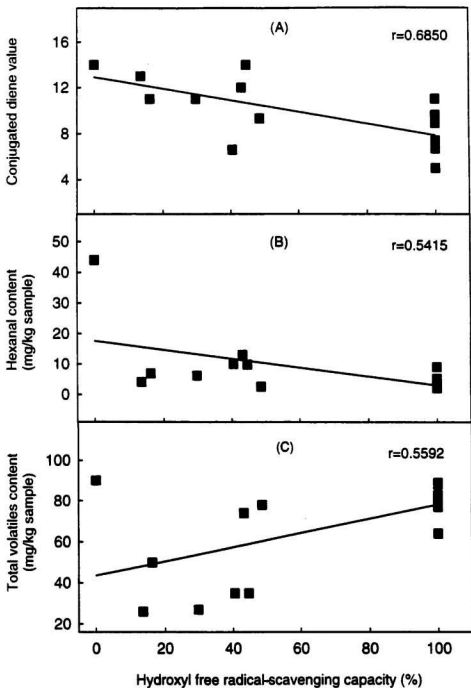 (A)
r=0.6850
Conjugated diene value
16
12
8
4
(B)
r=0.5415
Hexanal content
(mg/kg sample)
50
40
30
20
10
0
(C)
r=0.5592
Total volatiles content
(mg/kg sample)
100
80
60
40
20
0 20 40 60 80 100
Hydroxyl free radical-scavenging capacity (%)